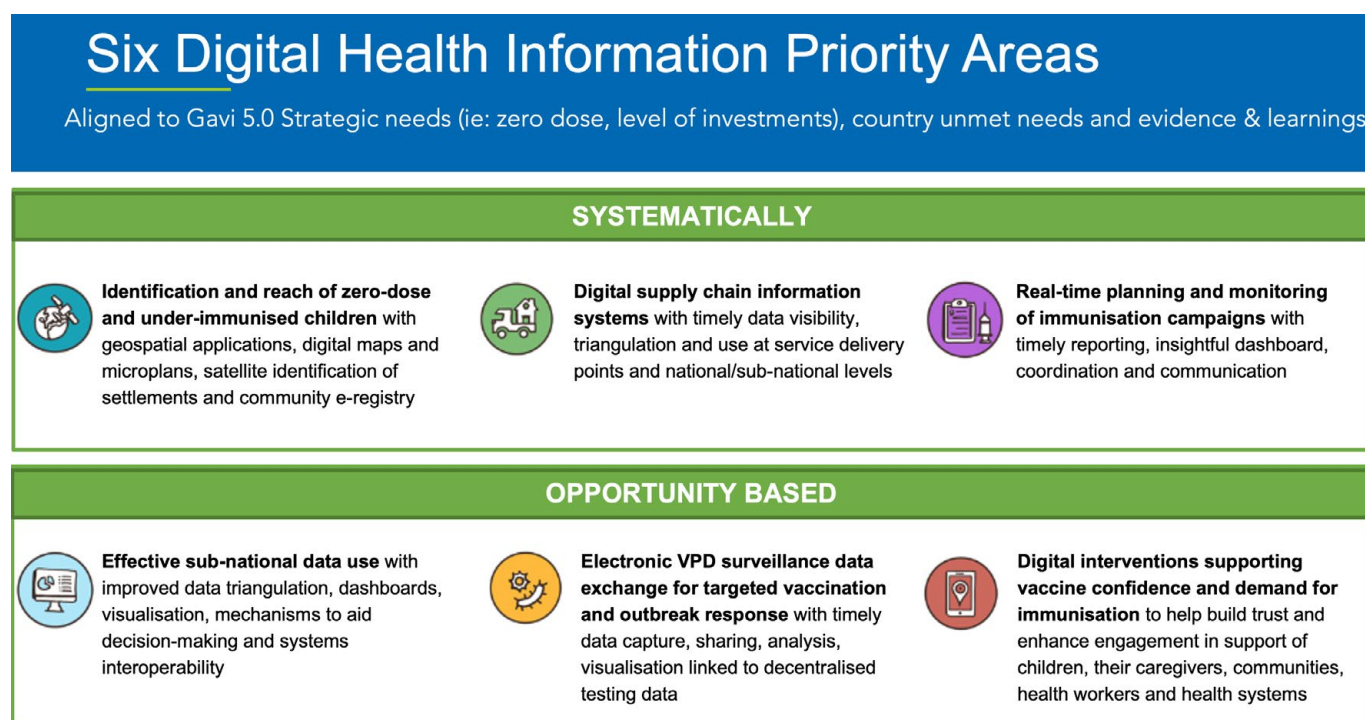 Six Digital Health Information Priority Areas
Aligned to Gavi 5.0 Strategic needs (ie: zero dose, level of investments), country unmet needs and evidence & learnings
SYSTEMATICALLY
Identification and reach of zero-dose
and under-immunised children with
geospatial applications, digital maps and
microplans, satellite identification of
settlements and community e-registry
Digital supply chain information
systems with timely data visibility,
triangulation and use at service delivery
points and national/sub-national levels
Real-time planning and monitoring
of immunisation campaigns with
timely reporting, insightful dashboard,
coordination and communication
OPPORTUNITY BASED
Effective sub-national data use with
improved data triangulation, dashboards,
visualisation, mechanisms to aid
decision-making and systems
interoperability
Electronic VPD surveillance data
exchange for targeted vaccination
and outbreak response with timely
data capture, sharing, analysis,
visualisation linked to decentralised
testing data
Digital interventions supporting
vaccine confidence and demand for
immunisation to help build trust and
enhance engagement in support of
children, their caregivers, communities,
health workers and health systems